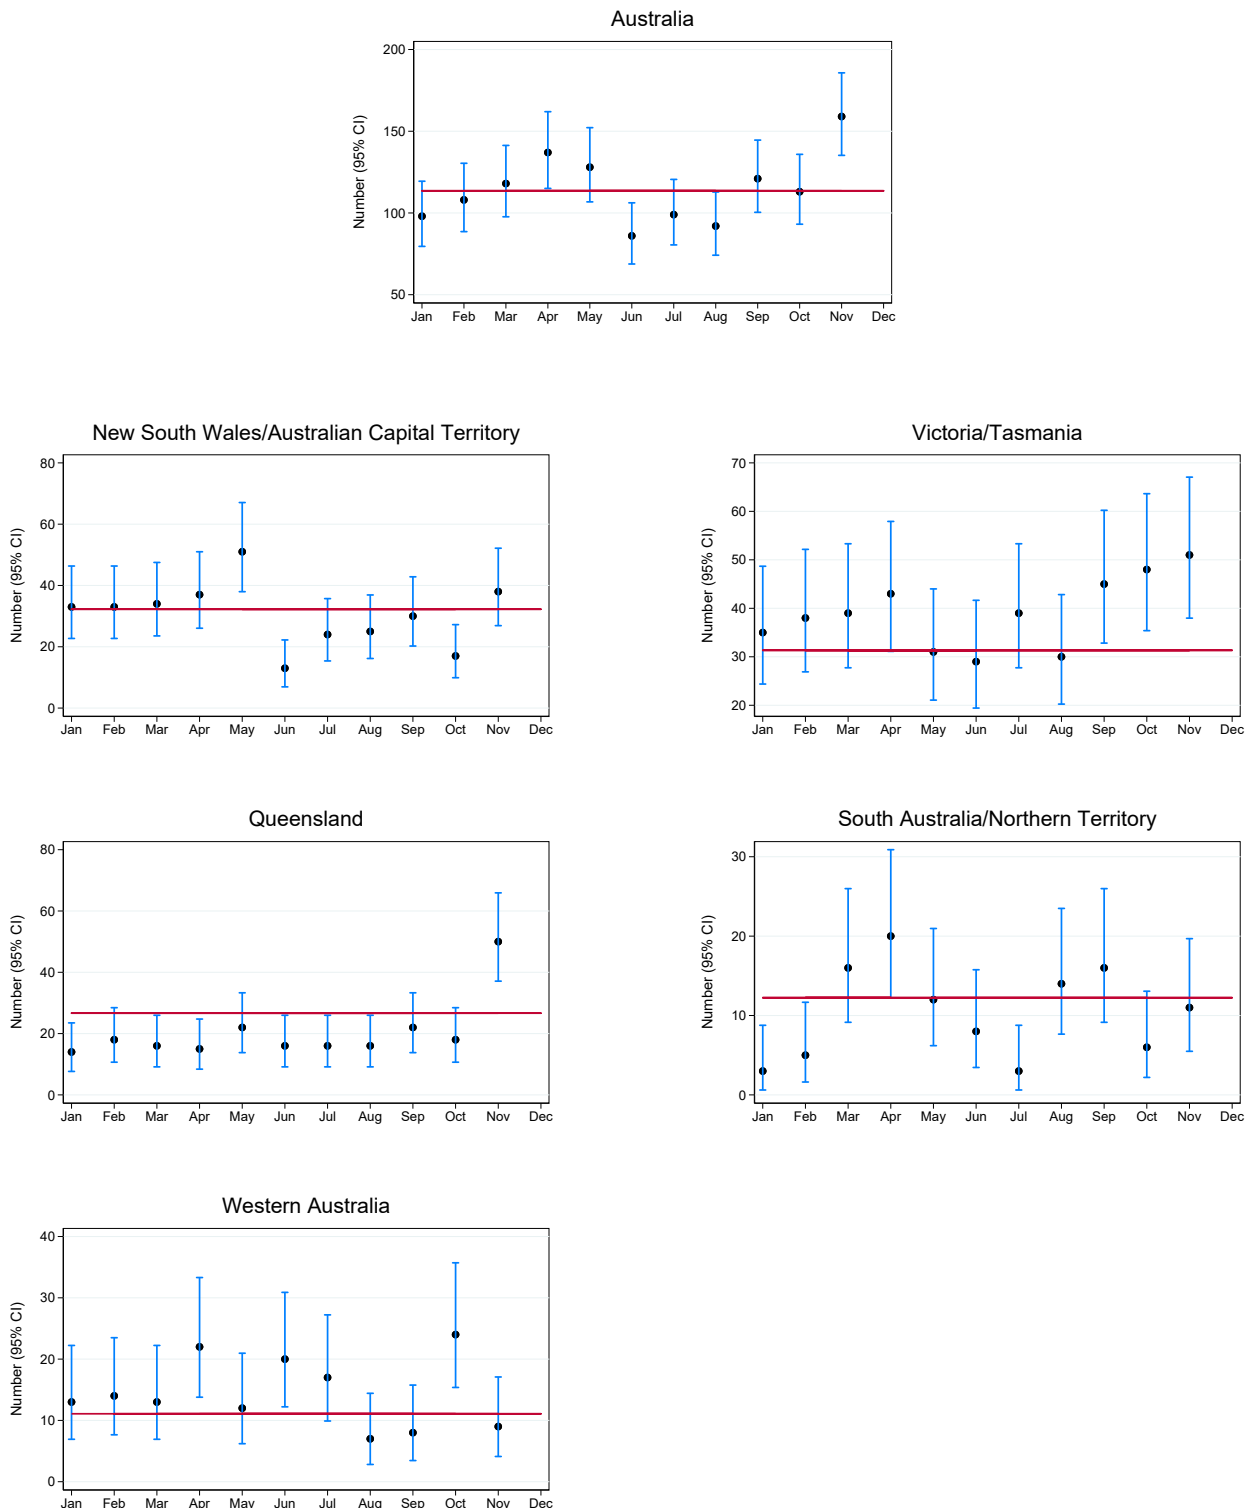 Australia
Number (95% CI)
200
150
100
50
Jan Feb Mar Apr May Jun Jul Aug Sep Oct Nov Dec
New South Wales/Australian Capital Territory
Number (95% CI)
80
60
40
20
0
Jan Feb Mar Apr May Jun Jul Aug Sep Oct Nov Dec
Victoria/Tasmania
Number (95% CI)
70
60
50
40
30
20
Jan Feb Mar Apr May Jun Jul Aug Sep Oct Nov Dec
Queensland
Number (95% CI)
80
60
40
20
0
Jan Feb Mar Apr May Jun Jul Aug Sep Oct Nov Dec
South Australia/Northern Territory
Number (95% CI)
30
20
10
0
Jan Feb Mar Apr May Jun Jul Aug Sep Oct Nov Dec
Western Australia
Number (95% CI)
40
30
20
10
0
Jan Feb Mar Apr May Jun Jul Aug Sep Oct Nov Dec